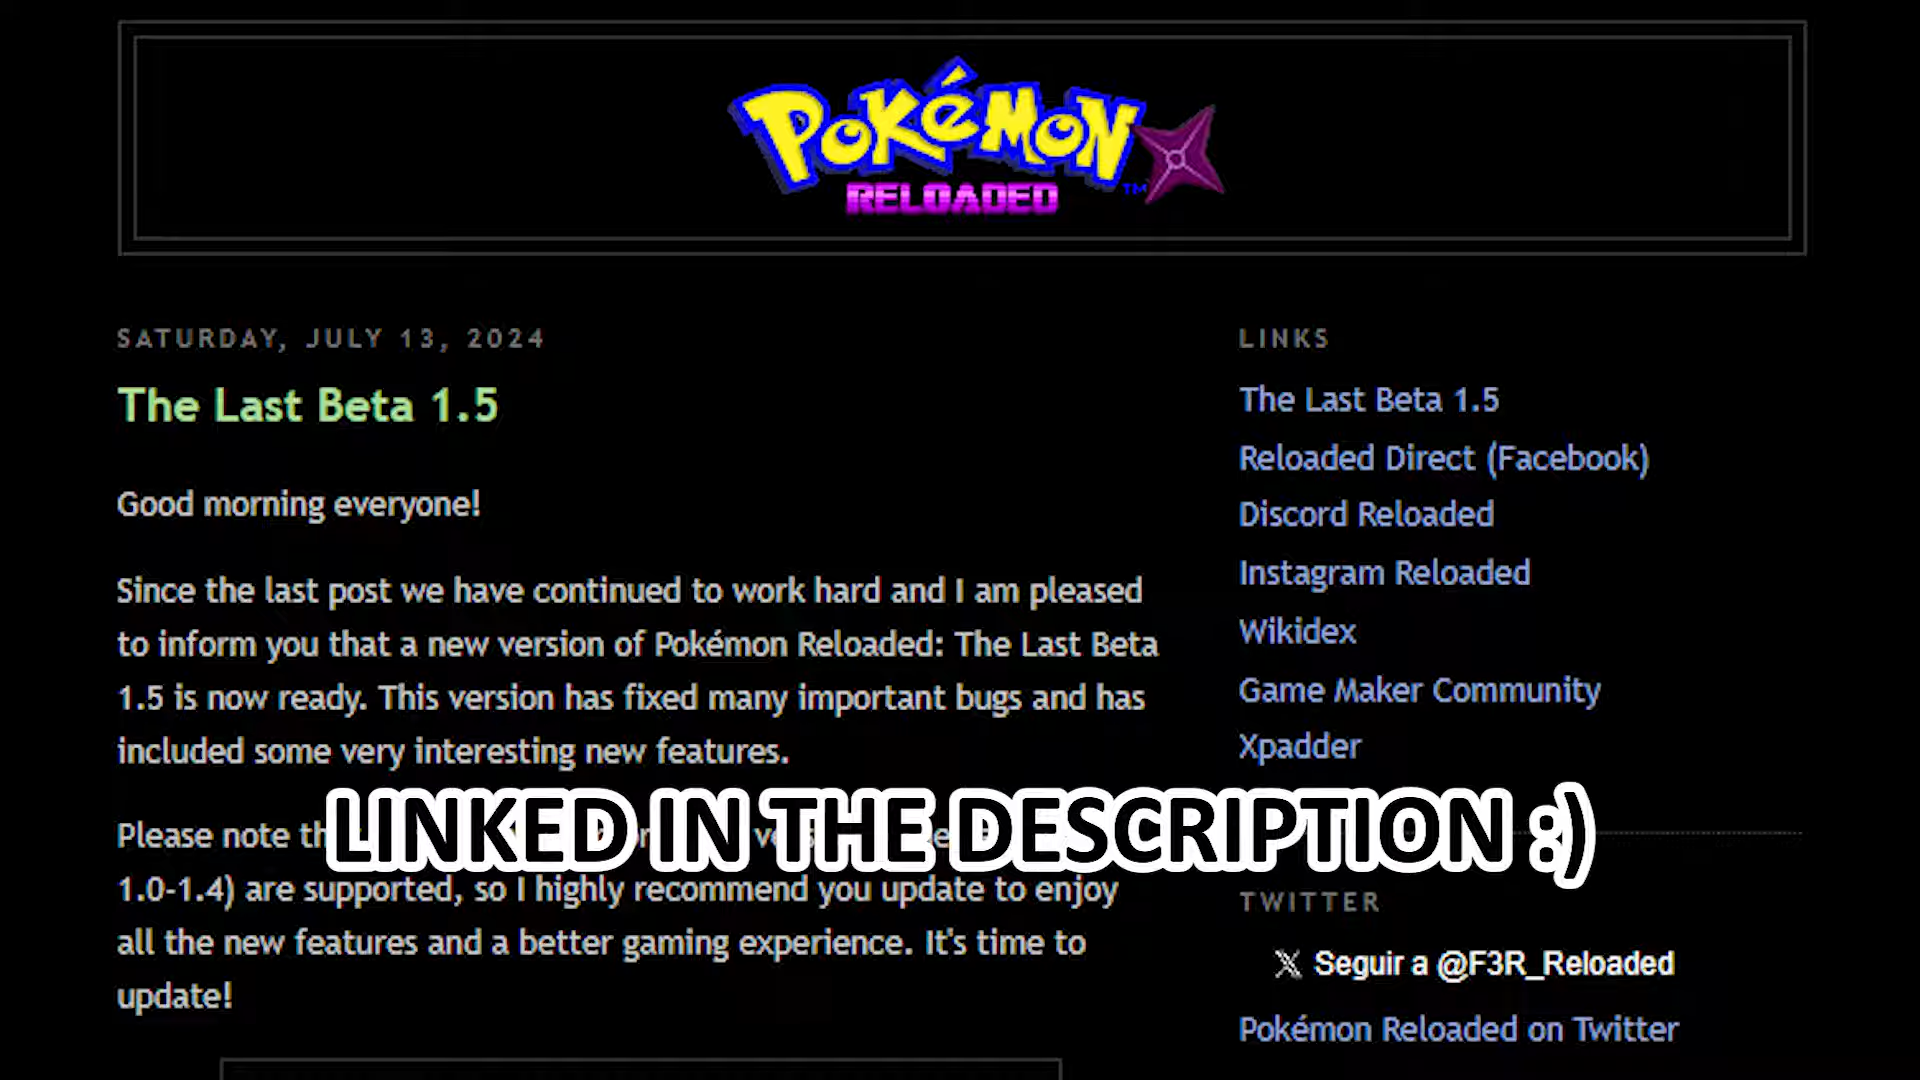 POKéMON
RELOADED
TM
SATURDAY, JULY 13, 2024
The Last Beta 1.5
Good morning everyone!
Since the last post we have continued to work hard and I am pleased
to inform you that a new version of Pokémon Reloaded: The Last Beta
1.5 is now ready. This version has fixed many important bugs and has
included some very interesting new features.
Please note
1.0-1.4) are supported, so I highly recommend you update to enjoy
all the new features and a better gaming experience. It's time to
update!
LINKED IN THE DESCRIPTION :)
LINKS
The Last Beta 1.5
Reloaded Direct (Facebook)
Discord Reloaded
Instagram Reloaded
Wikidex
Game Maker Community
Xpadder
TWITTER
X Seguir a @F3R_Reloaded
Pokémon Reloaded on Twitter